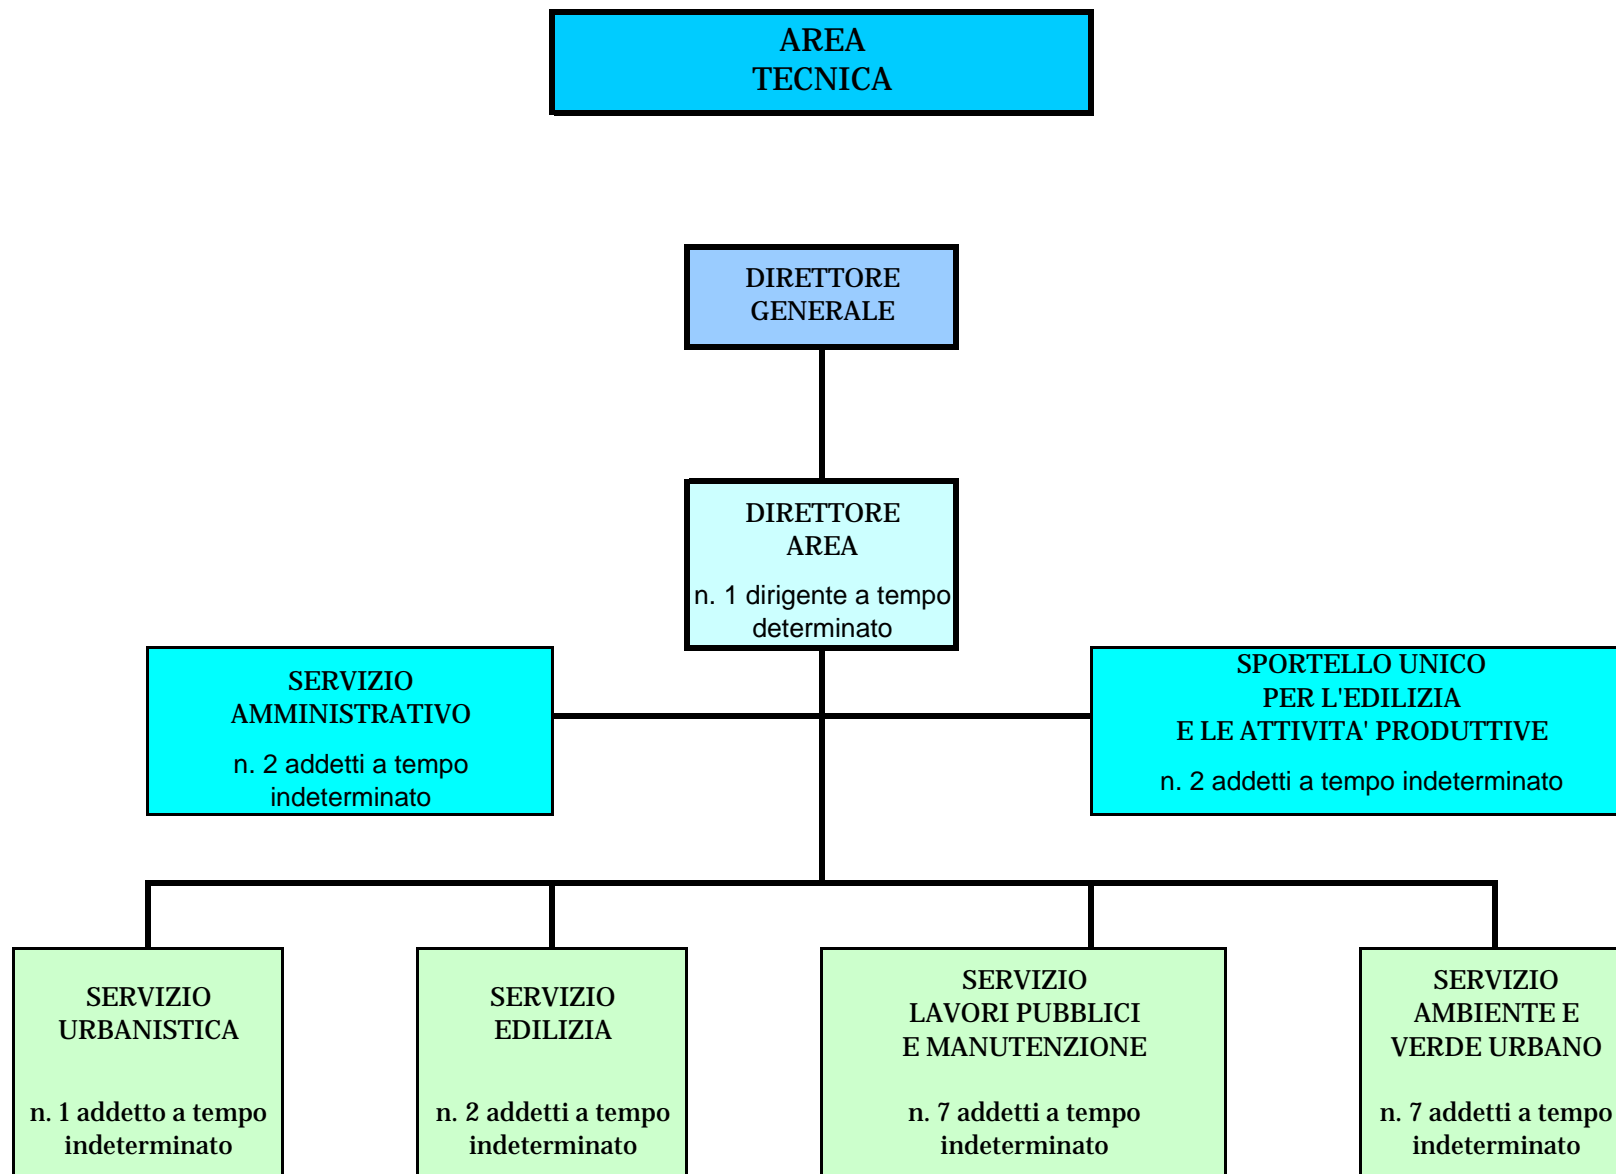 AREA
TECNICA
DIRETTORE
GENERALE
DIRETTORE
AREA
n. 1 dirigente a tempo
determinato
SERVIZIO
AMMINISTRATIVO
n. 2 addetti a tempo
indeterminato
SPORTELLO UNICO
PER L'EDILIZIA
E LE ATTIVITA' PRODUTTIVE
n. 2 addetti a tempo indeterminato
SERVIZIO
URBANISTICA
n. 1 addetto a tempo
indeterminato
SERVIZIO
EDILIZIA
n. 2 addetti a tempo
indeterminato
SERVIZIO
LAVORI PUBBLICI
E MANUTENZIONE
n. 7 addetti a tempo
indeterminato
SERVIZIO
AMBIENTE E
VERDE URBANO
n. 7 addetti a tempo
indeterminato